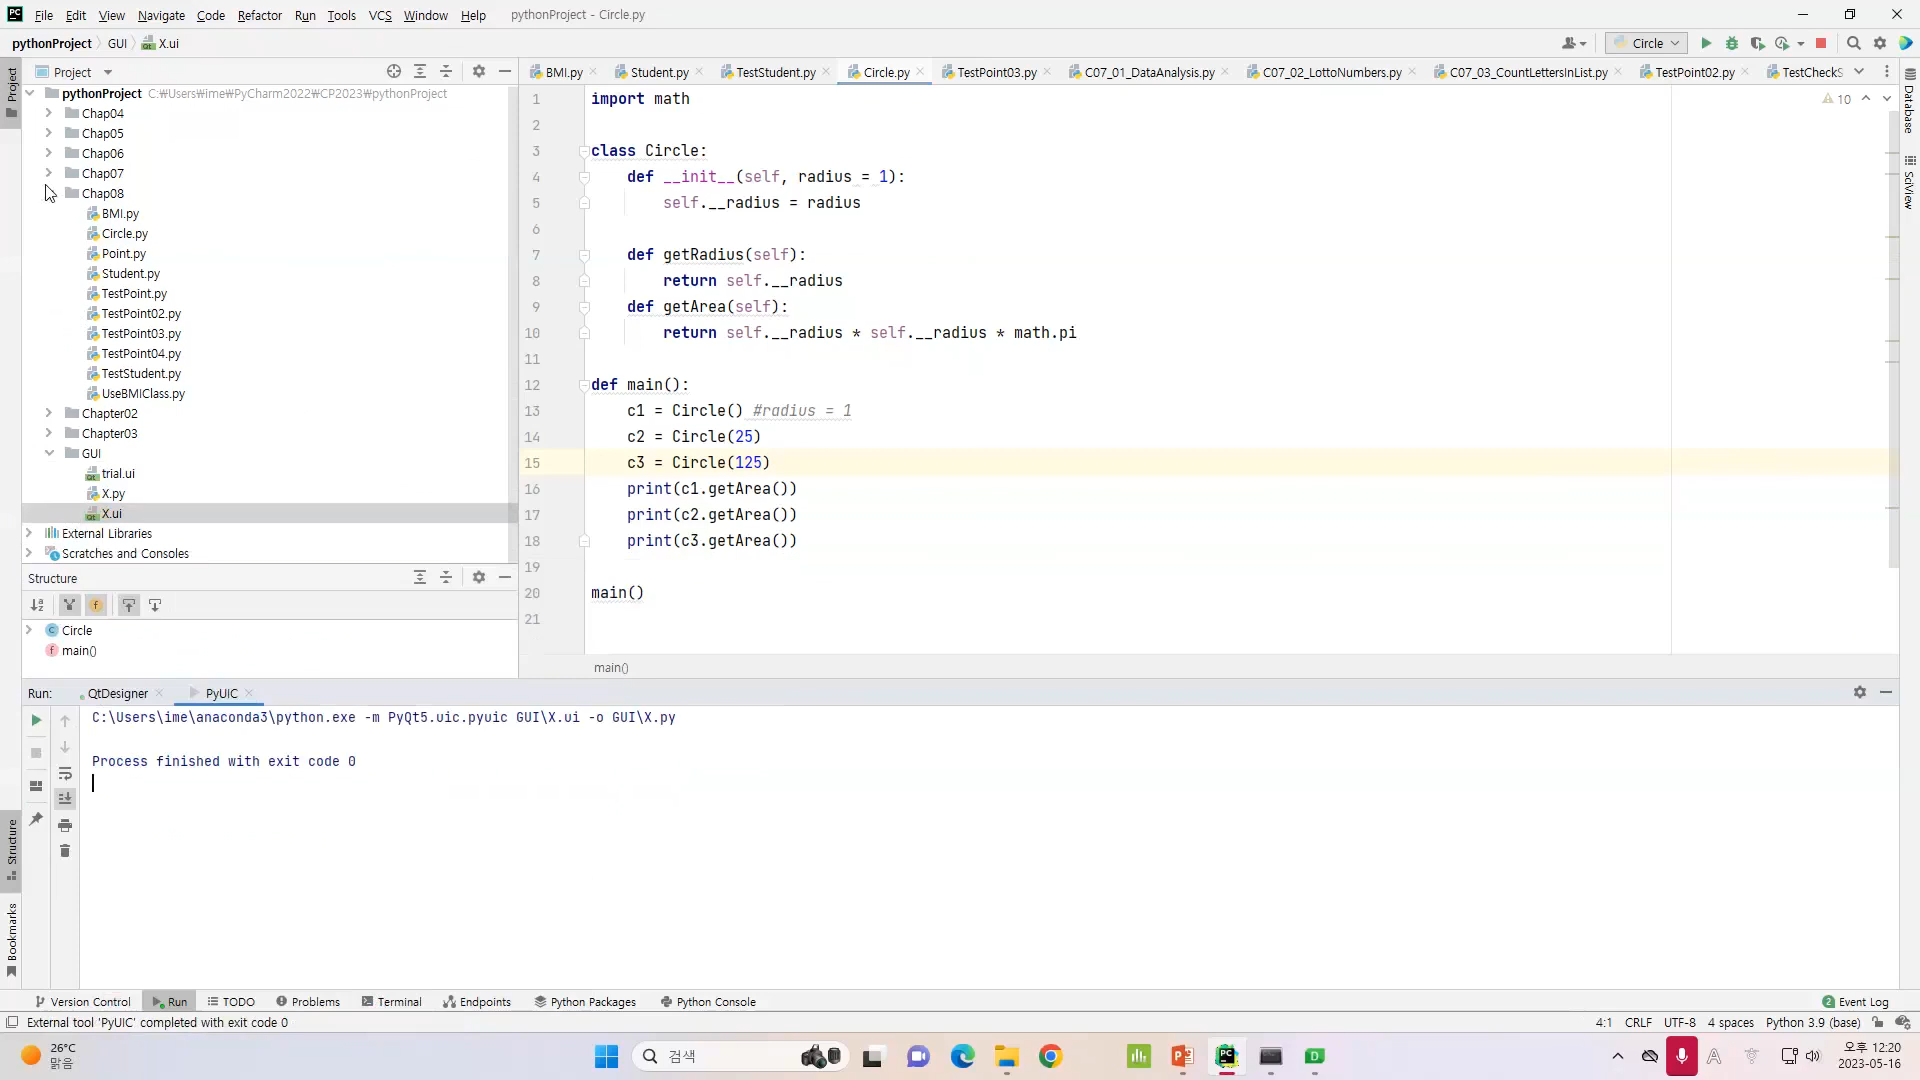 File Edit View Navigate Code Refactor Run Tools VCS Window Help pythonProject - Circle.py
pythonProject GUI X.ui
Circle
Project
BMI.py Student.py TestStudent.py Circle.py TestPoint03.py C07_01_DataAnalysis.py C07_02_LottoNumbers.py C07_03_CountLettersInList.py TestPoint02.py TestCheckS
pythonProject C:\Users\ime\PyCharm2022\CP2023\pythonProject
Chap04
Chap05
Chap06
Chap07
Chap08
BMI.py
Circle.py
Point.py
Student.py
TestPoint.py
TestPoint02.py
TestPoint03.py
TestPoint04.py
TestStudent.py
UseBMIClass.py
Chapter02
Chapter03
GUI
trial.ui
X.py
X.ui
External Libraries
Scratches and Consoles
Structure
Circle
main()
1 import math
2
3 class Circle:
4 def __init__(self, radius = 1):
5 self.__radius = radius
6
7 def getRadius(self):
8 return self.__radius
9 def getArea(self):
10 return self.__radius * self.__radius * math.pi
11
12 def main():
13 c1 = Circle() #radius = 1
14 c2 = Circle(25)
15 c3 = Circle(125)
16 print(c1.getArea())
17 print(c2.getArea())
18 print(c3.getArea())
19
20 main()
21
main()
10
Project
Structure
Bookmarks
Database
SciView
Run: QtDesigner PyUIC
C:\Users\ime\anaconda3\python.exe -m PyQt5.uic.pyuic GUI\X.ui -o GUI\X.py
Process finished with exit code 0
Version Control Run TODO Problems Terminal Endpoints Python Packages Python Console 2 Event Log
External tool 'PyUIC' completed with exit code 0 4:1 CRLF UTF-8 4 spaces Python 3.9 (base)
26°C
맑음
검색
A
오후 12:20
2023-05-16